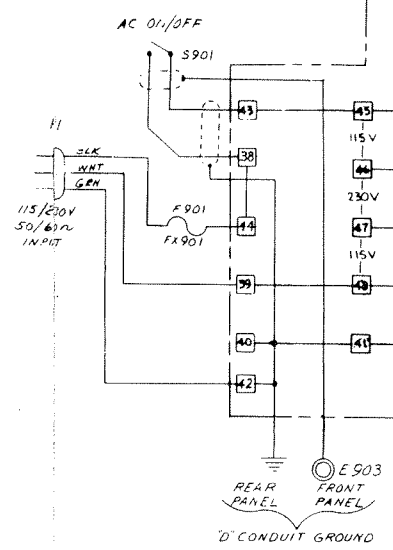 AC ON/OFF
S901
43
45
115V
P1
38
46
BLK
WHT
GRN
230V
115/230V
50/60~
INPUT
F901
FX901
44
47
115V
39
48
40
41
42
E903
REAR
PANEL
FRONT
PANEL
"D" CONDUIT GROUND